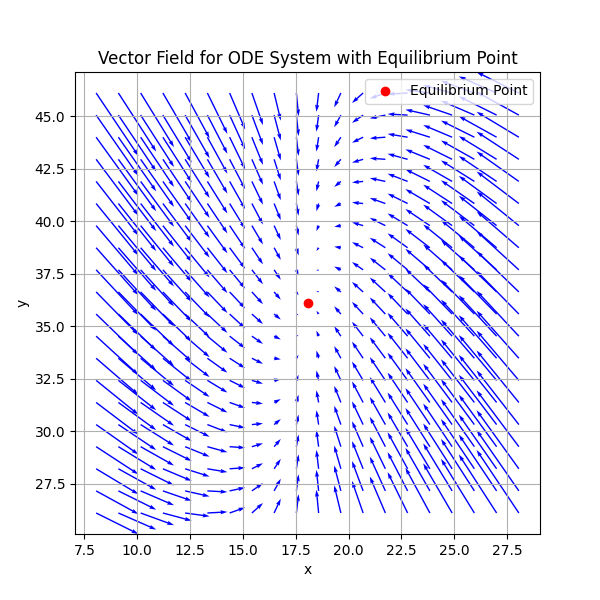 Vector Field for ODE System with Equilibrium Point
Equilibrium Point
45.0
42.5
40.0
37.5
35.0
32.5
30.0
27.5
y
7.5 10.0 12.5 15.0 17.5 20.0 22.5 25.0 27.5
x